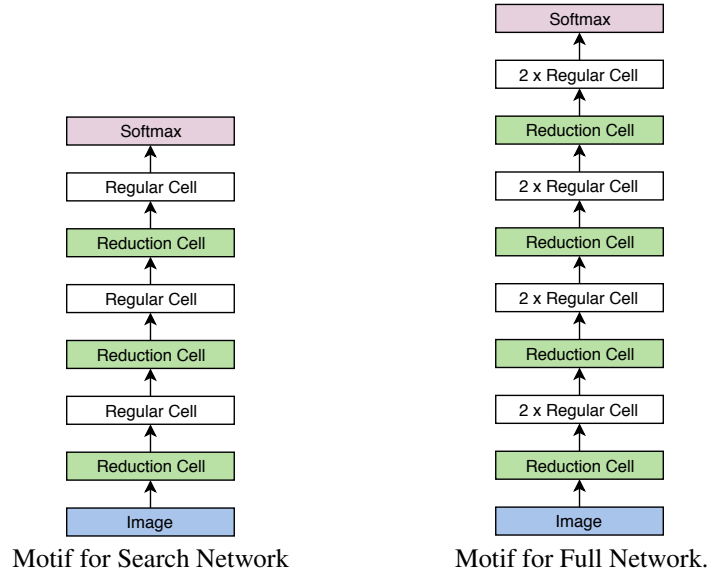 Softmax
Regular Cell
Reduction Cell
Regular Cell
Reduction Cell
Regular Cell
Reduction Cell
Image
Motif for Search Network
Softmax
2 x Regular Cell
Reduction Cell
2 x Regular Cell
Reduction Cell
2 x Regular Cell
Reduction Cell
2 x Regular Cell
Reduction Cell
Image
Motif for Full Network.